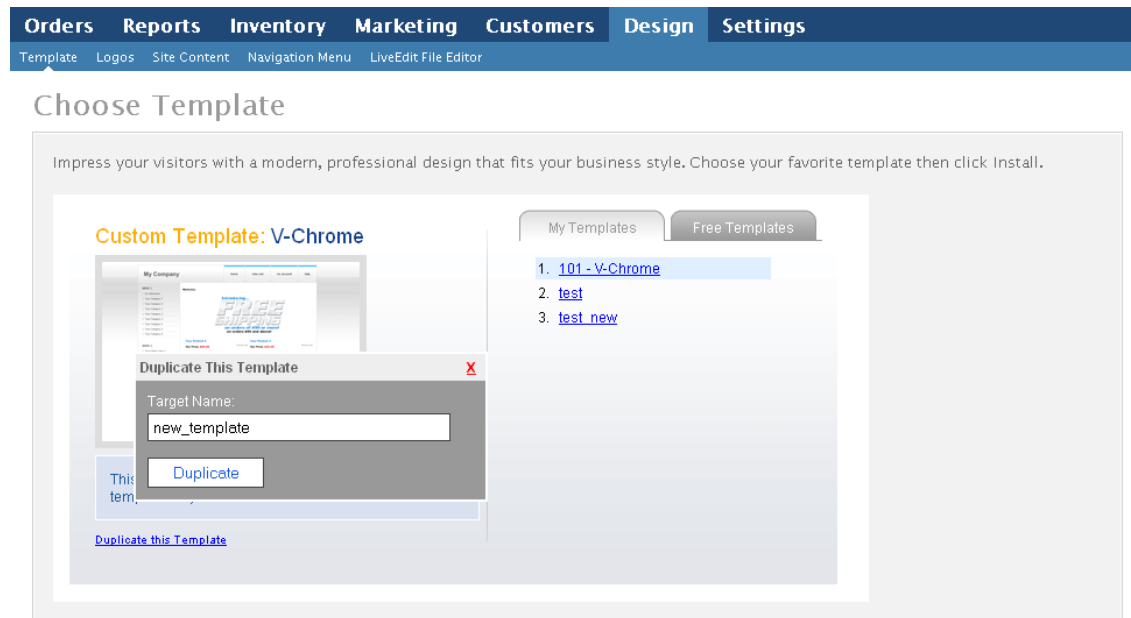 Orders Reports Inventory Marketing Customers Design Settings
Template Logos Site Content Navigation Menu LiveEdit File Editor
Choose Template
Impress your visitors with a modern, professional design that fits your business style. Choose your favorite template then click Install.
Custom Template: V-Chrome
My Company
Introducing...
FREE
SHIPPING
My Templates
Free Templates
1. 101 - V-Chrome
2. test
3. test_new
Duplicate This Template X
Target Name:
new_template
Duplicate
This
tem
Duplicate this Template